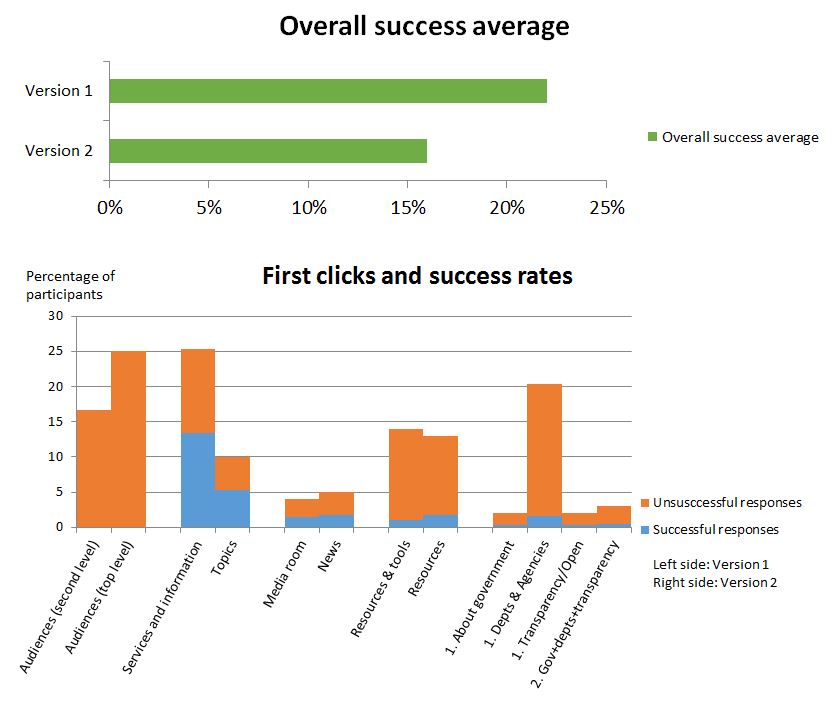 Overall success average
Version 1
Version 2
Overall success average
0%
5%
10%
15%
20%
25%
Percentage of
participants
First clicks and success rates
30
25
20
15
10
5
0
Unsusccessful responses
Successful responses
Left side: Version 1
Right side: Version 2
Audiences (second level)
Audiences (top level)
Services and information
Topics
Media room
News
Resources & tools
Resources
1. About government
1. Depts & Agencies
1. Transparency/Open
2. Gov+depts+transparency